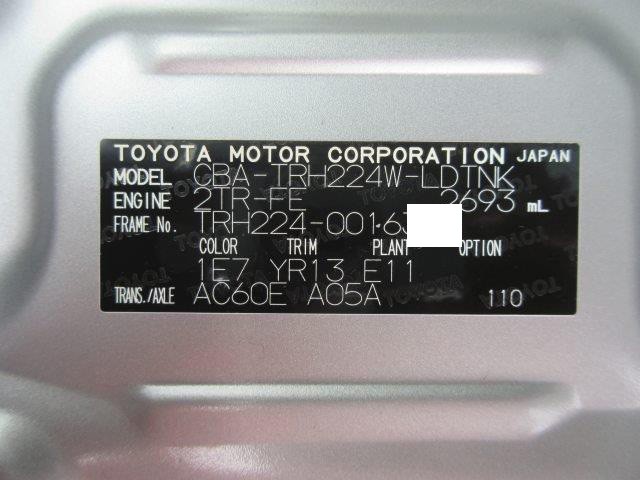 TOYOTA MOTOR CORPORATION JAPAN
MODEL CBA-TRH224W-LDTNK
ENGINE 2TR-FE 2693 mL
FRAME No. TRH224-00163
COLOR TRIM PLANT OPTION
1E7 YR13 E11
TRANS./AXLE AC60E A05A 110